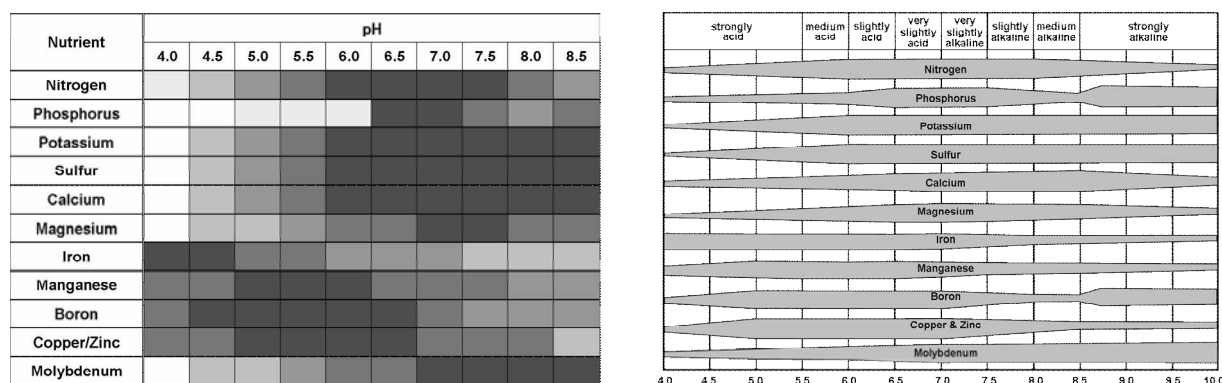 Nutrient
pH
4.0 4.5 5.0 5.5 6.0 6.5 7.0 7.5 8.0 8.5
Nitrogen
Phosphorus
Potassium
Sulfur
Calcium
Magnesium
Iron
Manganese
Boron
Copper/Zinc
Molybdenum
strongly
acid
medium
acid
slightly
acid
very
slightly
acid
very
slightly
alkaline
slightly
alkaline
medium
alkaline
strongly
alkaline
Nitrogen
Phosphorus
Potassium
Sulfur
Calcium
Magnesium
Iron
Manganese
Boron
Copper & Zinc
Molybdenum
4.0 4.5 5.0 5.5 6.0 6.5 7.0 7.5 8.0 8.5 9.0 9.5 10.0